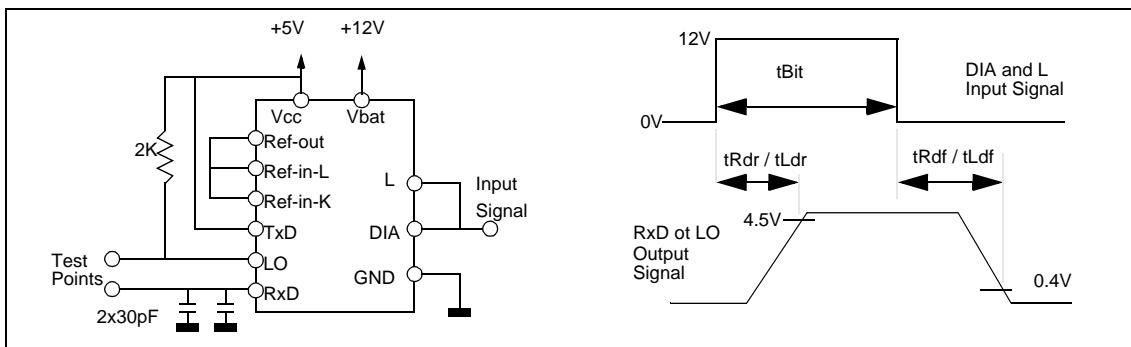 +5V
+12V
Vcc
Vbat
2K
Ref-out
Ref-in-L
Ref-in-K
TxD
LO
RxD
L
DIA
GND
Input
Signal
Test
Points
2x30pF
12V
0V
tBit
DIA and L
Input Signal
tRdr / tLdr
tRdf / tLdf
4.5V
0.4V
RxD ot LO
Output
Signal